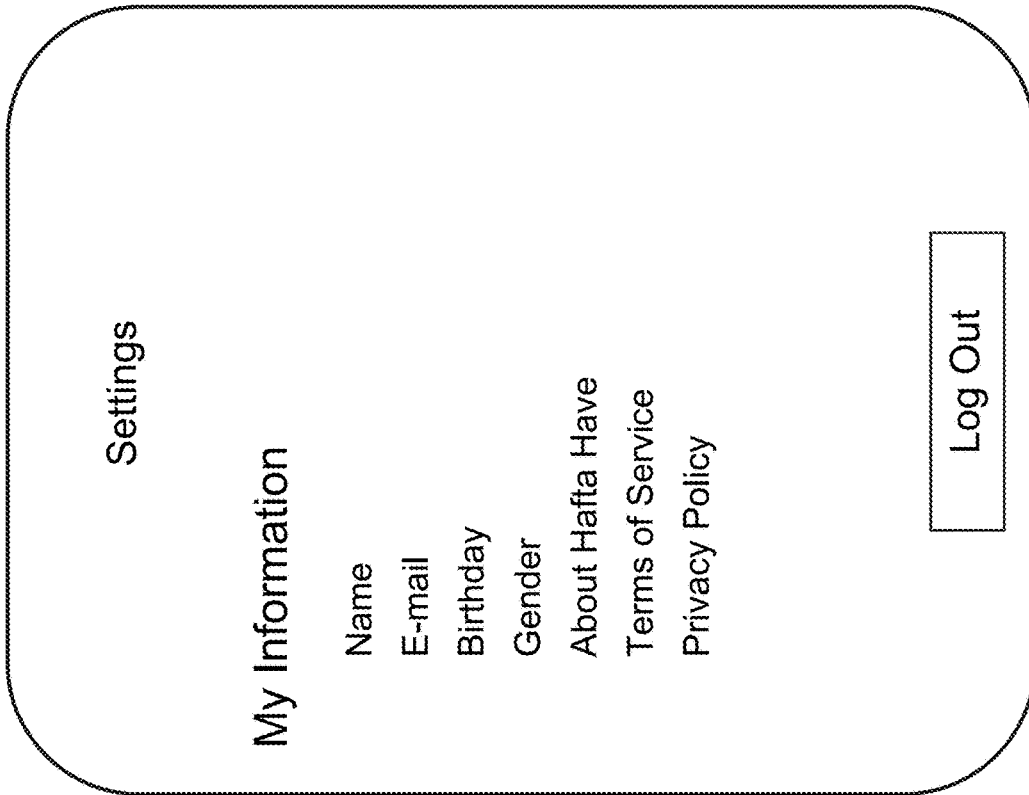 Settings
My Information
Name
E-mail
Birthday
Gender
About Hafta Have
Terms of Service
Privacy Policy
Log Out